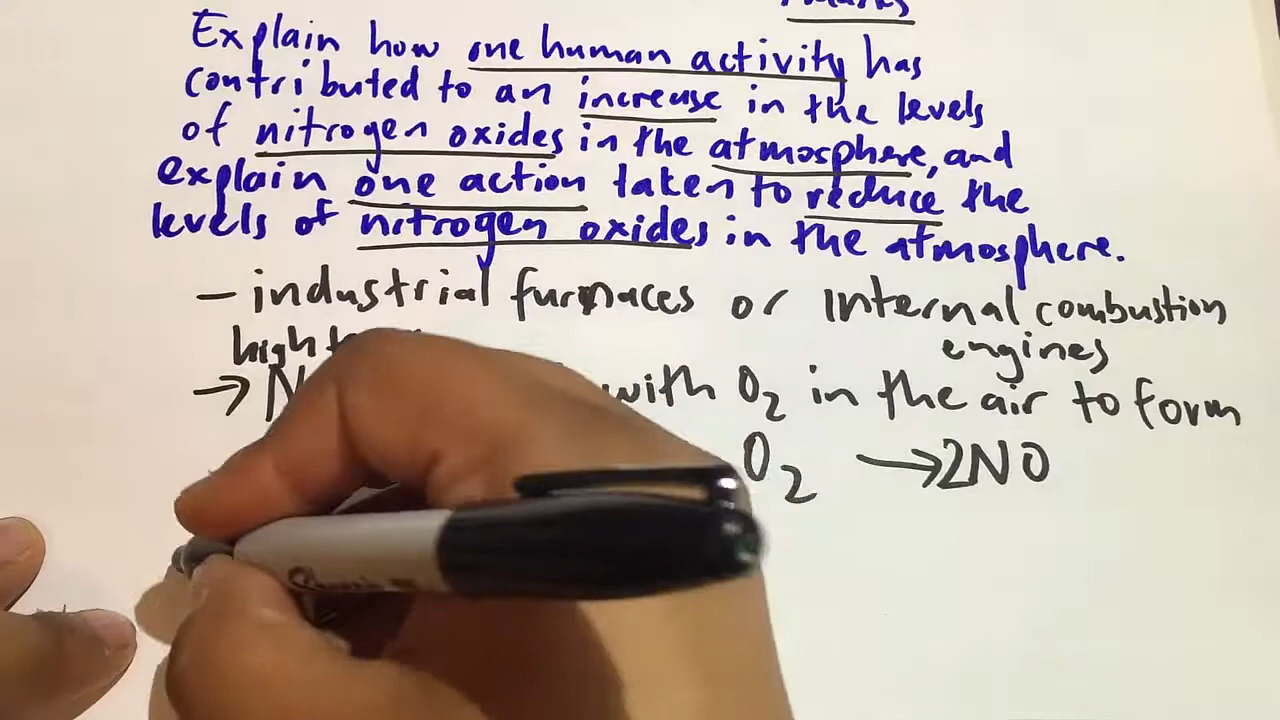 Explain how one human activity has
contributed to an increase in the levels
of nitrogen oxides in the atmosphere, and
explain one action taken to reduce the
levels of nitrogen oxides in the atmosphere.
- industrial furnaces or internal combustion
engines
high
→ with O2 in the air to form
O2 → 2NO